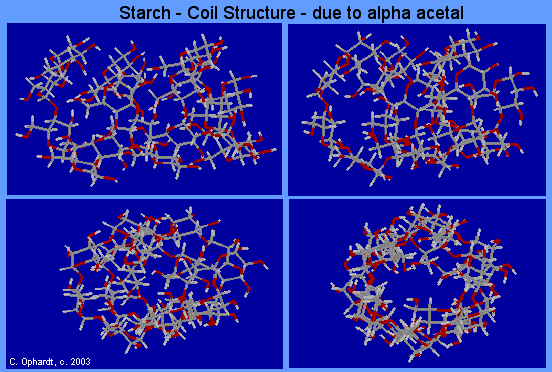 Starch - Coil Structure - due to alpha acetal
C. Ophardt, c. 2003